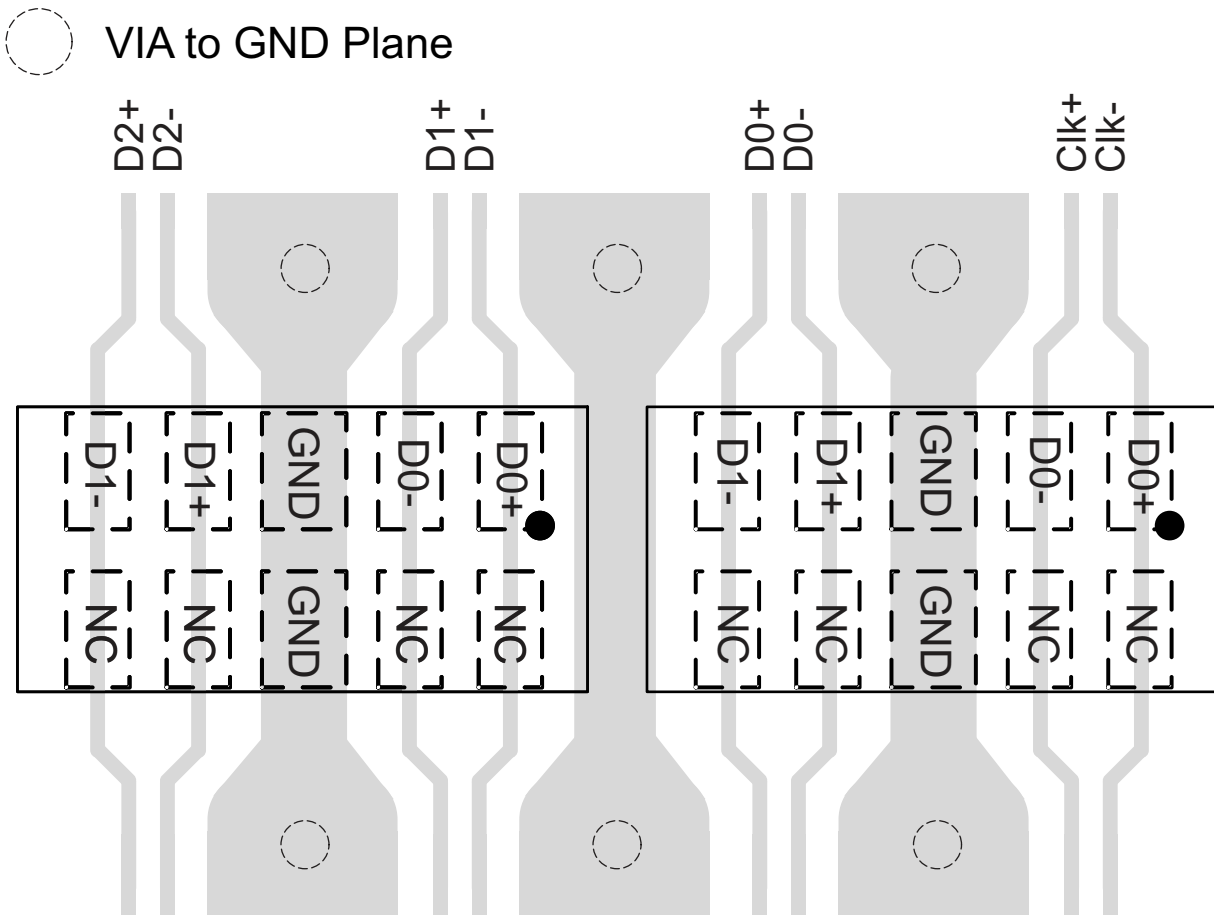 VIA to GND Plane
D2+
D2-
D1+
D1-
D0+
D0-
Clk+
Clk-
D1-
D1+
GND
D0-
D0+
D1-
D1+
GND
D0-
D0+
NC
NC
GND
NC
NC
NC
NC
GND
NC
NC